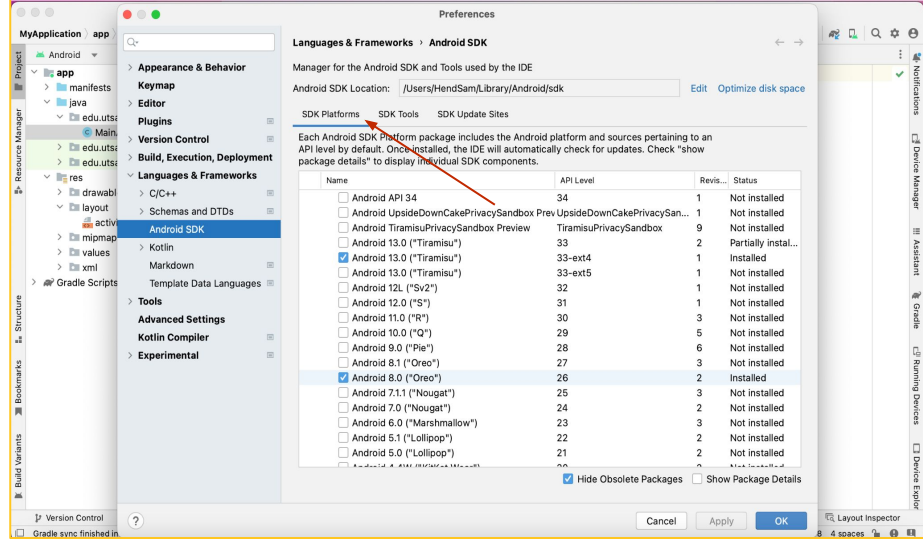 Preferences
MyApplication
app
Android
app
manifests
java
edu.utsa
Main
edu.utsa
edu.utsa
res
drawabl
layout
activi
mipmap
values
xml
Gradle Scripts
Project
Resource Manager
Structure
Bookmarks
Build Variants
Version Control
Gradle sync finished in
Appearance & Behavior
Keymap
Editor
Plugins
Version Control
Build, Execution, Deployment
Languages & Frameworks
C/C++
Schemas and DTDs
Android SDK
Kotlin
Markdown
Template Data Languages
Tools
Advanced Settings
Kotlin Compiler
Experimental
?
Languages & Frameworks › Android SDK
Manager for the Android SDK and Tools used by the IDE
Android SDK Location: /Users/HendSam/Library/Android/sdk Edit Optimize disk space
SDK Platforms SDK Tools SDK Update Sites
Each Android SDK Platform package includes the Android platform and sources pertaining to an
API level by default. Once installed, the IDE will automatically check for updates. Check "show
package details" to display individual SDK components.
Name API Level Revis... Status
Android API 34 34 1 Not installed
Android UpsideDownCakePrivacySandbox Prev UpsideDownCakePrivacySan... 1 Not installed
Android TiramisuPrivacySandbox Preview TiramisuPrivacySandbox 9 Not installed
Android 13.0 ("Tiramisu") 33 2 Partially instal...
Android 13.0 ("Tiramisu") 33-ext4 1 Installed
Android 13.0 ("Tiramisu") 33-ext5 1 Not installed
Android 12L ("Sv2") 32 1 Not installed
Android 12.0 ("S") 31 1 Not installed
Android 11.0 ("R") 30 3 Not installed
Android 10.0 ("Q") 29 5 Not installed
Android 9.0 ("Pie") 28 6 Not installed
Android 8.1 ("Oreo") 27 3 Not installed
Android 8.0 ("Oreo") 26 2 Installed
Android 7.1.1 ("Nougat") 25 3 Not installed
Android 7.0 ("Nougat") 24 2 Not installed
Android 6.0 ("Marshmallow") 23 3 Not installed
Android 5.1 ("Lollipop") 22 2 Not installed
Android 5.0 ("Lollipop") 21 2 Not installed
Hide Obsolete Packages Show Package Details
Cancel Apply OK
Notifications
Device Manager
Assistant
Gradle
Running Devices
Device Explor
Layout Inspector
8 4 spaces